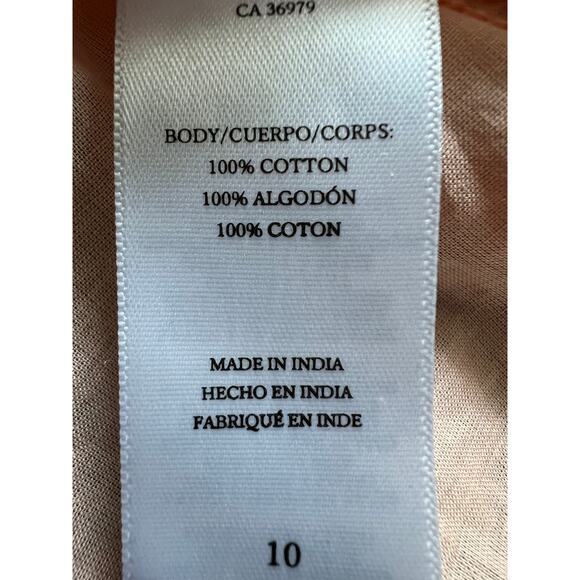 CA 36979
BODY/CUERPO/CORPS:
100% COTTON
100% ALGODÓN
100% COTON
MADE IN INDIA
HECHO EN INDIA
FABRIQUÉ EN INDE
10